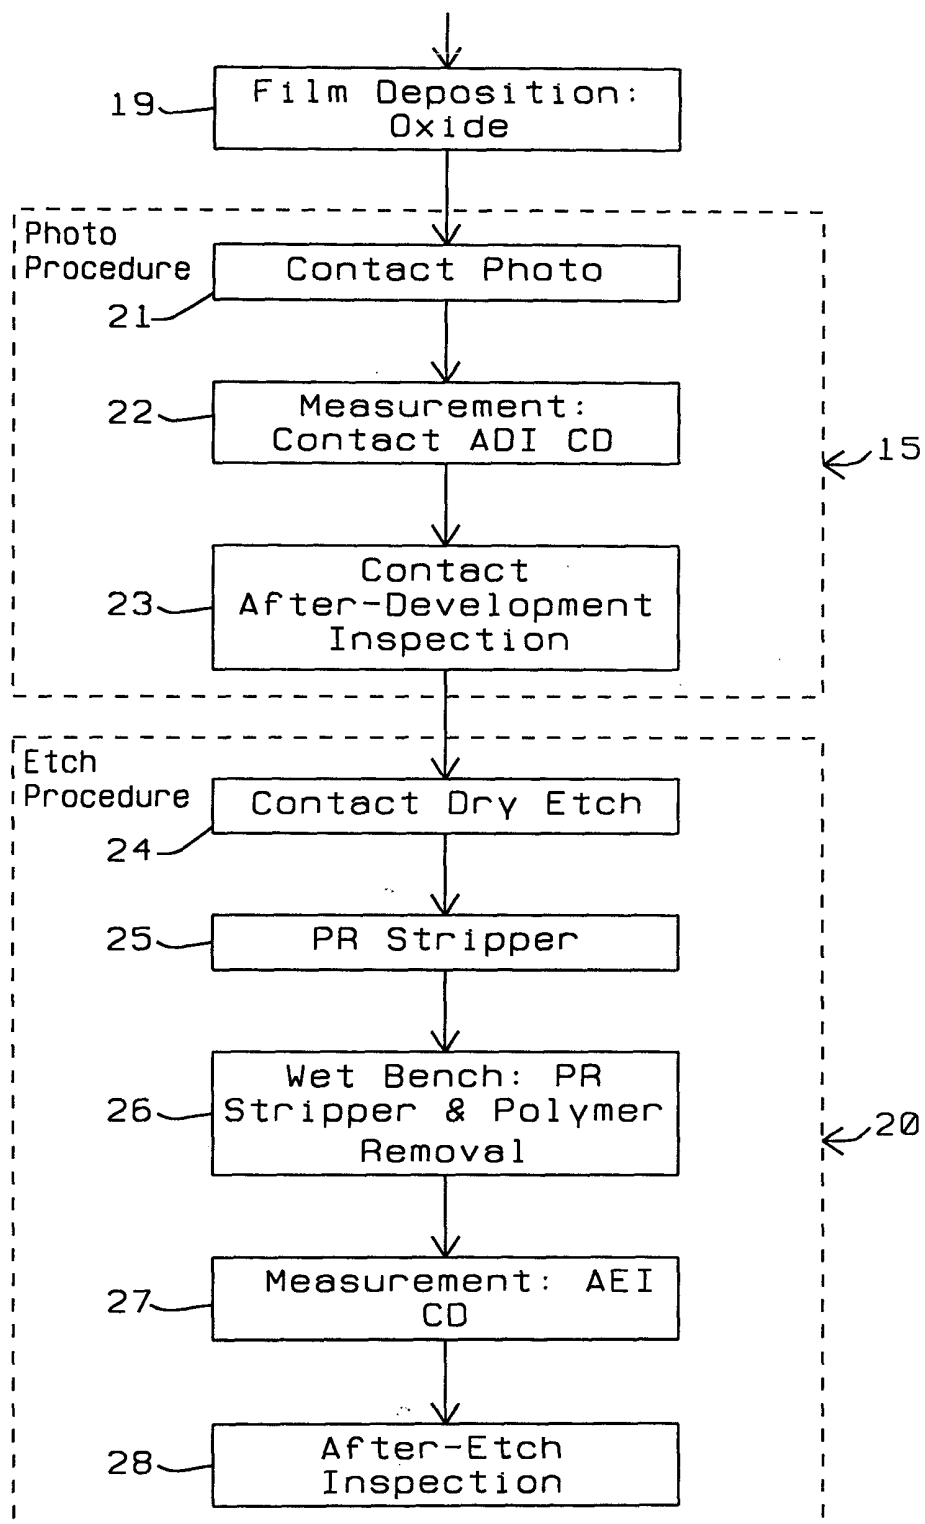 19
Film Deposition:
Oxide
Photo
Procedure
Contact Photo
21
22
Measurement:
Contact ADI CD
15
23
Contact
After-Development
Inspection
Etch
Procedure
Contact Dry Etch
24
25
PR Stripper
26
Wet Bench: PR
Stripper & Polymer
Removal
20
27
Measurement: AEI
CD
28
After-Etch
Inspection